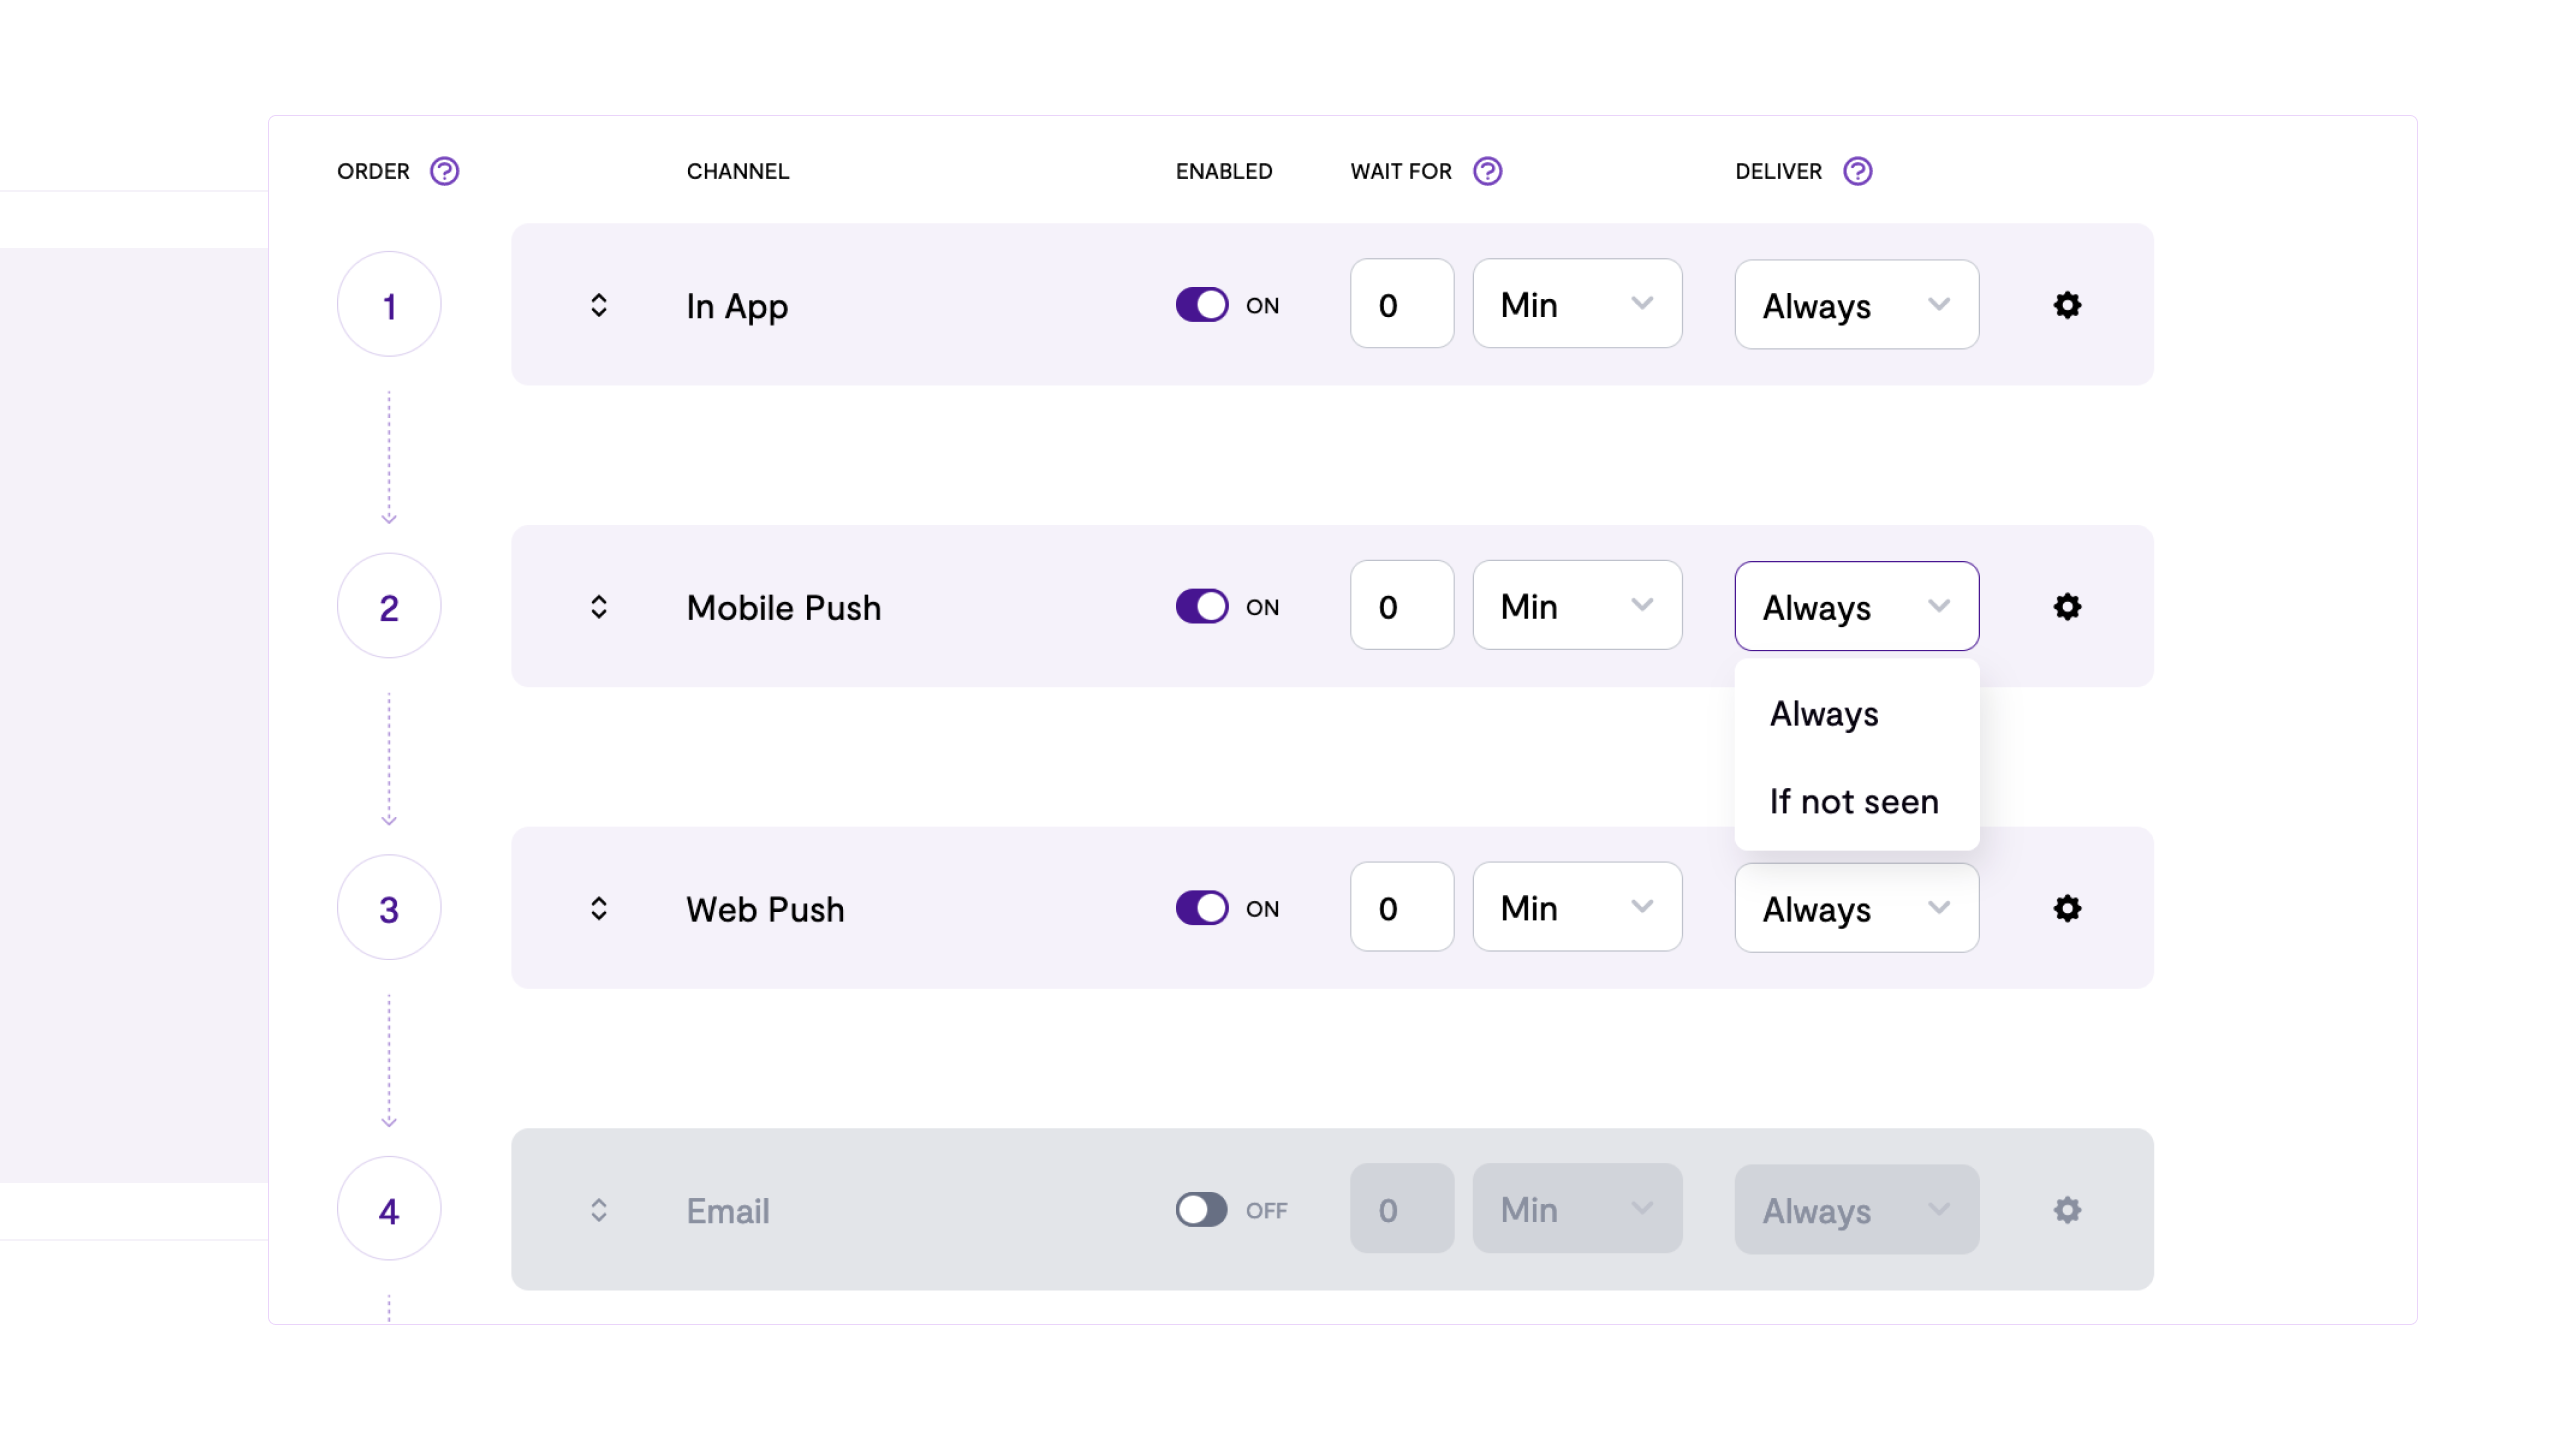 ORDER ? CHANNEL ENABLED WAIT FOR ? DELIVER ?
1 In App ON 0 Min Always
2 Mobile Push ON 0 Min Always
Always
If not seen
3 Web Push ON 0 Min Always
4 Email OFF 0 Min Always